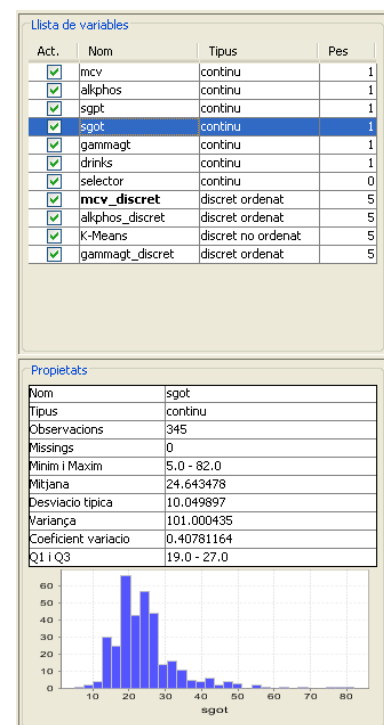 Llista de variables
Act. Nom Tipus Pes
mcv continu 1
alkphos continu 1
sgpt continu 1
sgot continu 1
gammagt continu 1
drinks continu 1
selector continu 0
mcv_discret discret ordenat 5
alkphos_discret discret ordenat 5
K-Means discret no ordenat 5
gammagt_discret discret ordenat 5
Propietats
Nom sgot
Tipus continu
Observacions 345
Missings 0
Minim i Maxim 5.0 - 82.0
Mitjana 24.643478
Desviacio tipica 10.049897
Variança 101.000435
Coeficient variacio 0.40781164
Q1 i Q3 19.0 - 27.0
60
50
40
30
20
10
0
10 20 30 40 50 60 70 80
sgot